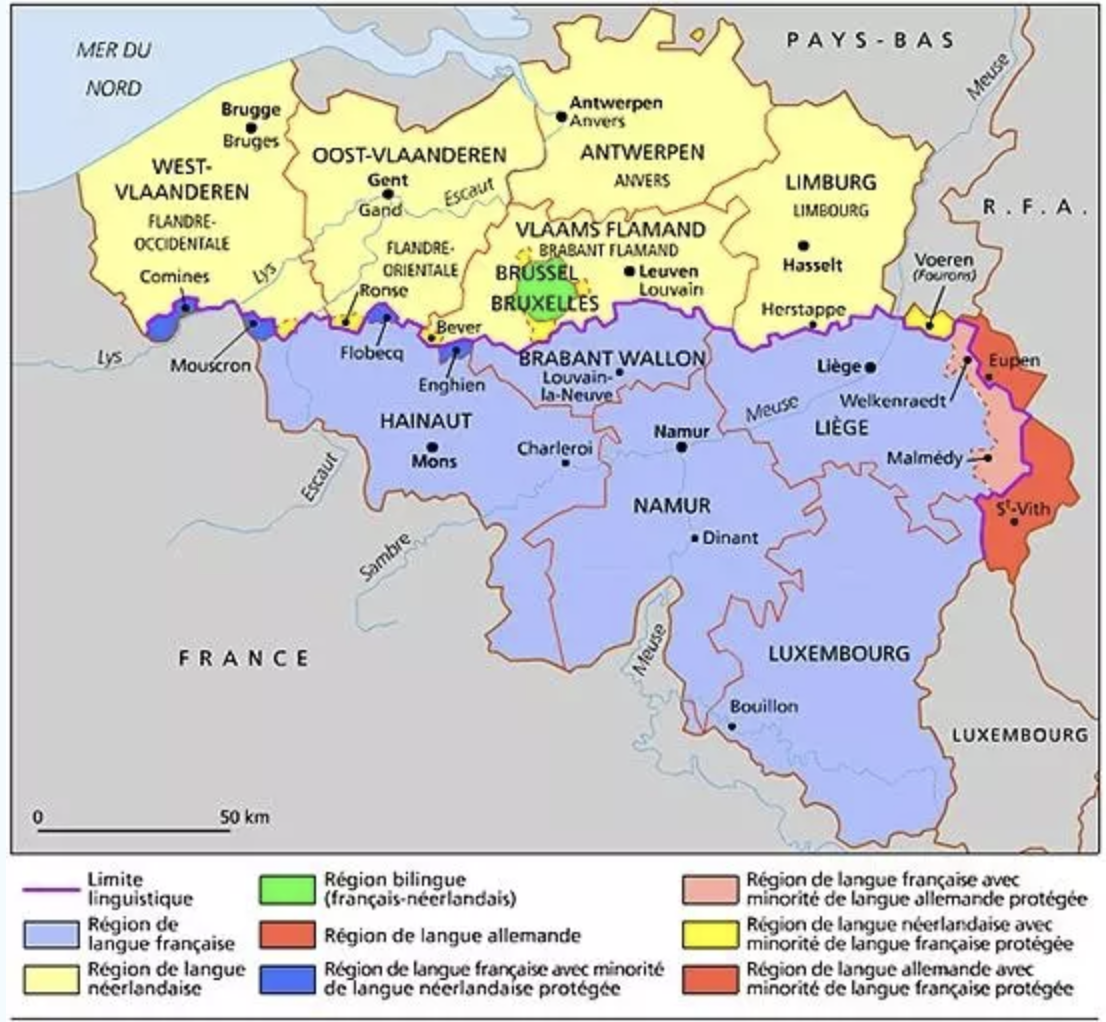 MER DU
NORD
PAYS-BAS
Meuse
Brugge
Bruges
Antwerpen
Anvers
WEST-
VLAANDEREN
OOST-VLAANDEREN
ANTWERPEN
ANVERS
Gent
Gand
Escaut
LIMBURG
LIMBOURG
R.F.A.
FLANDRE-
OCCIDENTALE
FLANDRE-
ORIENTALE
VLAAMS FLAMAND
BRABANT FLAMAND
Hasselt
Voeren
(Fourons)
Comines
Lys
Ronse
BRUSSEL
BRUXELLES
Leuven
Louvain
Herstappe
Lys
Mouscron
Flobecq
Bever
Enghien
BRABANT WALLON
Louvain-
la-Neuve
Liège
Eupen
Welkenraedt
Meuse
LIÈGE
HAINAUT
Mons
Charleroi
Namur
Malmédy
Escaut
NAMUR
St-Vith
Sambre
Dinant
FRANCE
Meuse
LUXEMBOURG
Bouillon
LUXEMBOURG
0 50 km
Limite
linguistique
Région de
langue française
Région de langue
néerlandaise
Région bilingue
(français-néerlandais)
Région de langue allemande
Région de langue française avec minorité
de langue néerlandaise protégée
Région de langue française avec
minorité de langue allemande protégée
Région de langue néerlandaise avec
minorité de langue française protégée
Région de langue allemande avec
minorité de langue française protégée